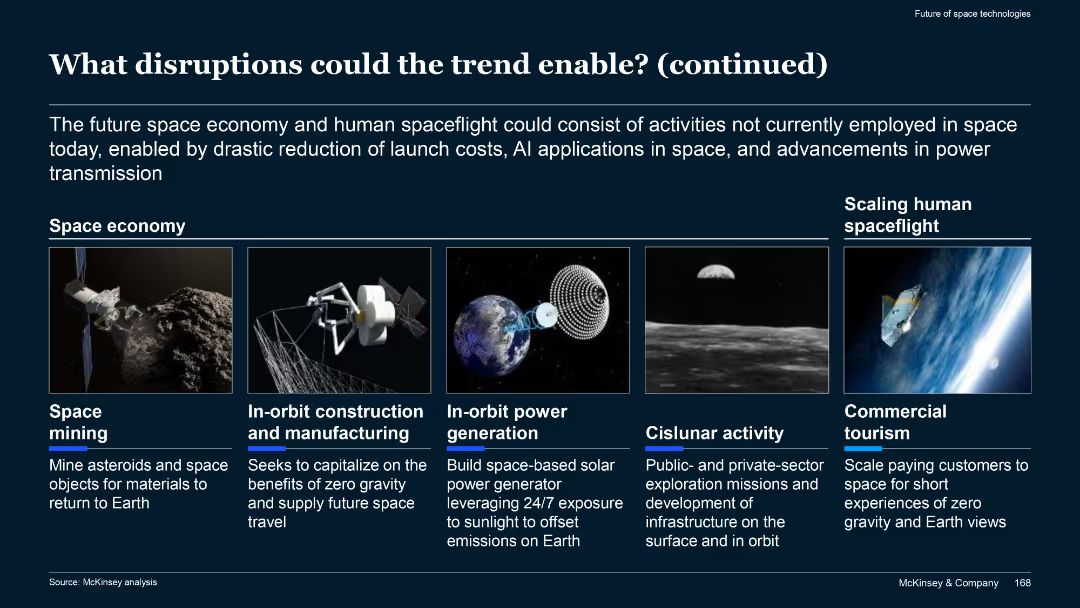 Future of space technologies
What disruptions could the trend enable? (continued)
The future space economy and human spaceflight could consist of activities not currently employed in space
today, enabled by drastic reduction of launch costs, AI applications in space, and advancements in power
transmission
Space economy
Scaling human
spaceflight
Space
mining
Mine asteroids and space
objects for materials to
return to Earth
In-orbit construction
and manufacturing
Seeks to capitalize on the
benefits of zero gravity
and supply future space
travel
In-orbit power
generation
Build space-based solar
power generator
leveraging 24/7 exposure
to sunlight to offset
emissions on Earth
Cislunar activity
Public- and private-sector
exploration missions and
development of
infrastructure on the
surface and in orbit
Commercial
tourism
Scale paying customers to
space for short
experiences of zero
gravity and Earth views
Source: McKinsey analysis
McKinsey & Company 168